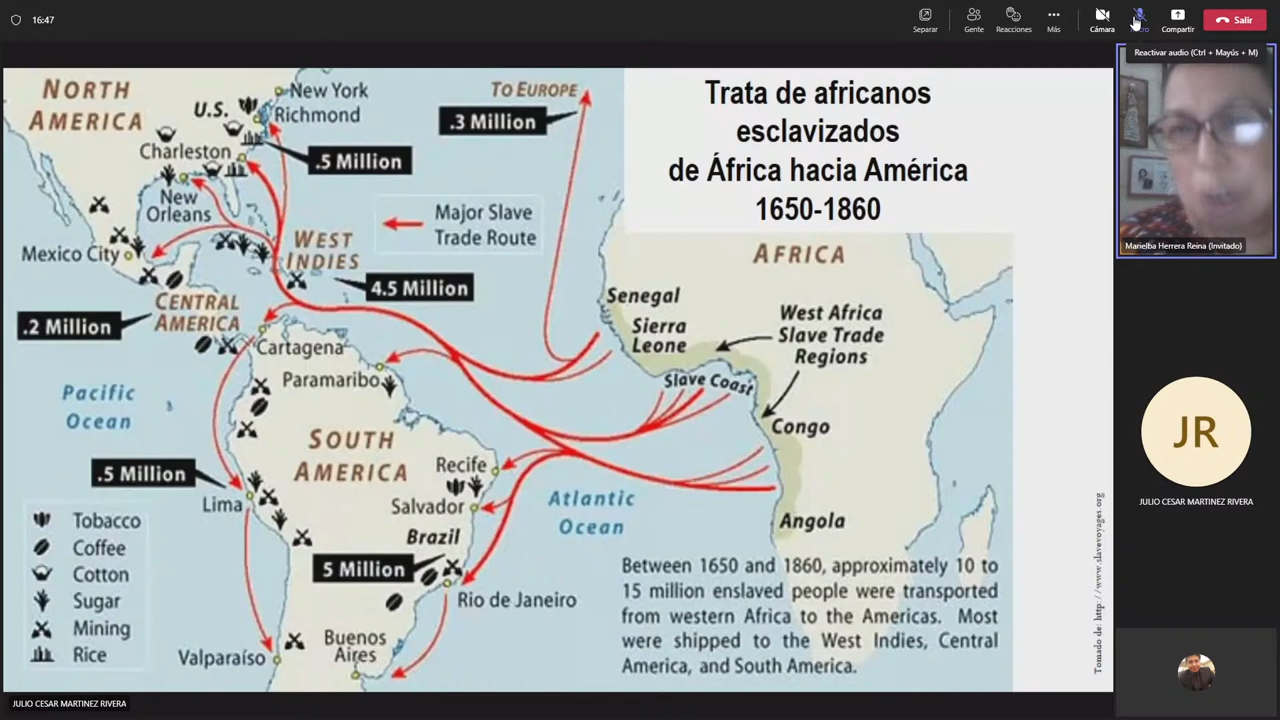 16:47
Separar
Gente
Reacciones
Más
Cámara
Compartir
Salir
Reactivar audio (Ctrl + Mayús + M)
Marielba Herrera Reina (Invitado)
JR
JULIO CESAR MARTINEZ RIVERA
Trata de africanos
esclavizados
de África hacia América
1650-1860
NORTH
AMERICA
U.S.
New York
Richmond
Charleston
.5 Million
TO EUROPE
.3 Million
New
Orleans
Mexico City
Major Slave
Trade Route
WEST
INDIES
4.5 Million
CENTRAL
AMERICA
.2 Million
Cartagena
Paramaribo
Pacific
Ocean
SOUTH
AMERICA
.5 Million
Lima
Recife
Salvador
Brazil
5 Million
Rio de Janeiro
Buenos
Aires
Valparaíso
Atlantic
Ocean
AFRICA
Senegal
Sierra
Leone
West Africa
Slave Trade
Regions
Slave Coast
Congo
Angola
Tobacco
Coffee
Cotton
Sugar
Mining
Rice
Between 1650 and 1860, approximately 10 to
15 million enslaved people were transported
from western Africa to the Americas. Most
were shipped to the West Indies, Central
America, and South America.
Tomado de: http://www.slavevoyages.org
JULIO CESAR MARTINEZ RIVERA